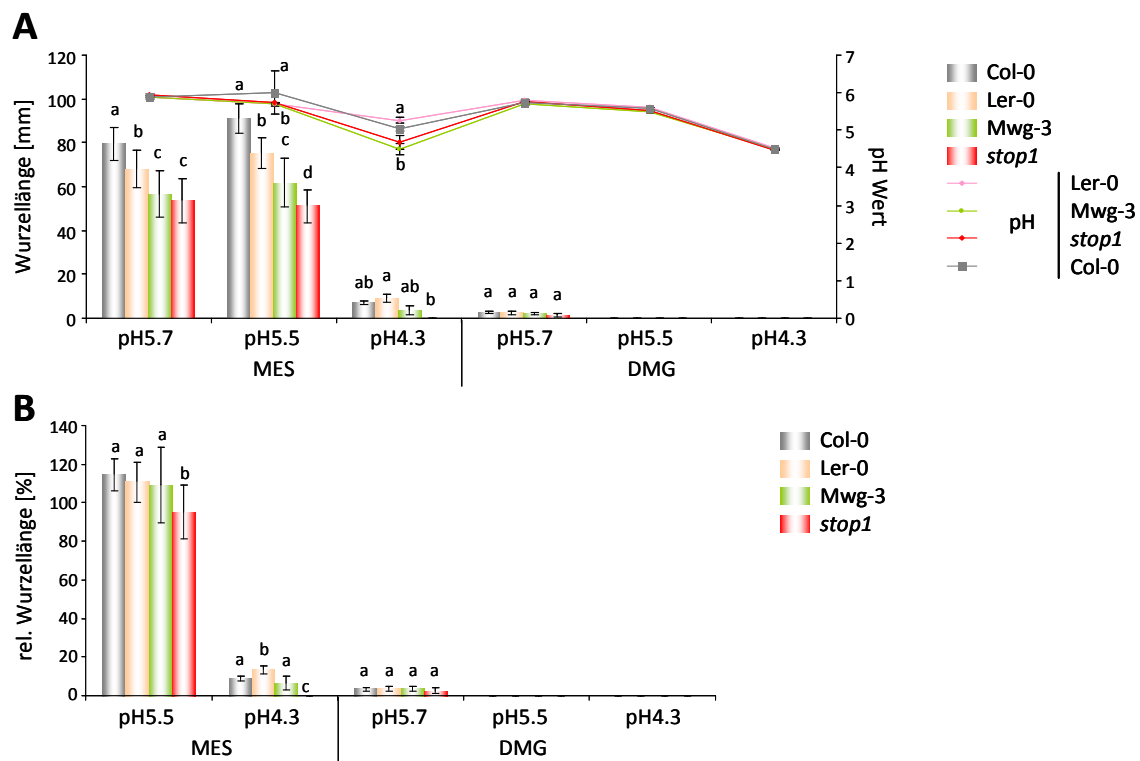 A
Wurzellänge [mm]
120
100
80
60
40
20
0
a
b
c
c
a
a
b
b
c
d
a
b
ab
a
ab
b
a
a
a
a
7
6
5
4
3
2
1
0
pH Wert
pH5.7
pH5.5
pH4.3
pH5.7
pH5.5
pH4.3
MES
DMG
Col-0
Ler-0
Mwg-3
stop1
pH
Ler-0
Mwg-3
stop1
Col-0
B
rel. Wurzellänge [%]
140
120
100
80
60
40
20
0
a
a
a
b
a
b
a
c
a
a
a
a
pH5.5
pH4.3
pH5.7
pH5.5
pH4.3
MES
DMG
Col-0
Ler-0
Mwg-3
stop1